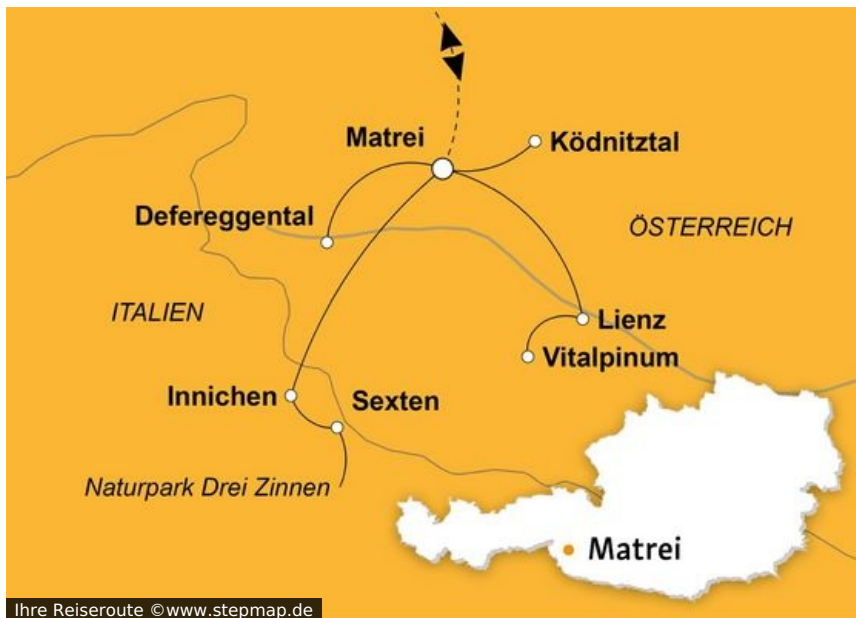 Matrei
Ködnitztal
Defereggental
ÖSTERREICH
ITALIEN
Lienz
Vitalpinum
Innichen
Sexten
Naturpark Drei Zinnen
Matrei
Ihre Reiseroute ©www.stepmap.de